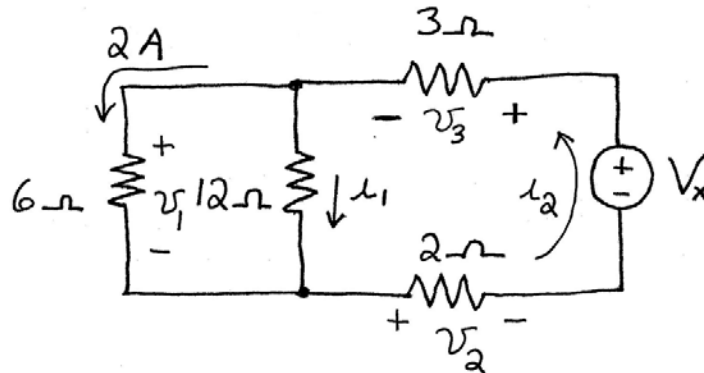 2A
3Ω
- v₃ +
6Ω
+
v₁
-
12Ω
i₁
i₂
+
-
Vₓ
2Ω
+ v₂ -